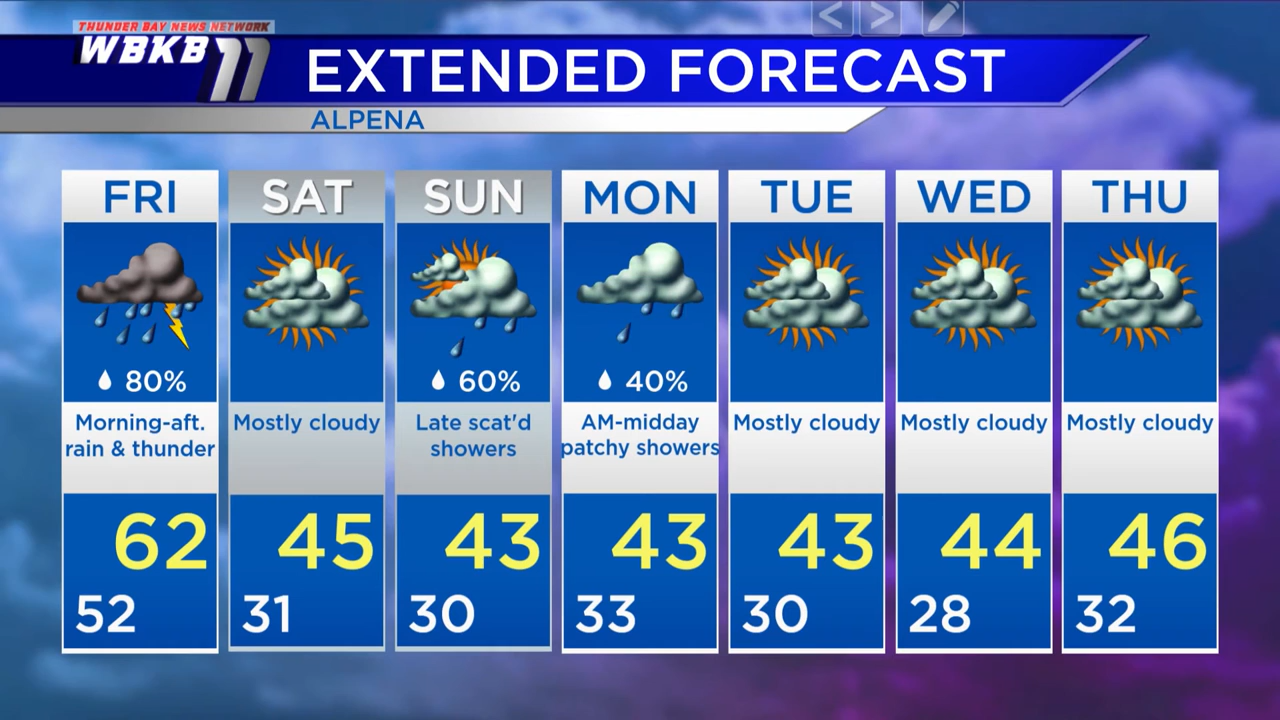 THUNDER BAY NEWS NETWORK
WBKB 11
EXTENDED FORECAST
ALPENA
FRI
80%
Morning-aft.
rain & thunder
62
52
SAT
Mostly cloudy
45
31
SUN
60%
Late scat'd
showers
43
30
MON
40%
AM-midday
patchy showers
43
33
TUE
Mostly cloudy
43
30
WED
Mostly cloudy
44
28
THU
Mostly cloudy
46
32